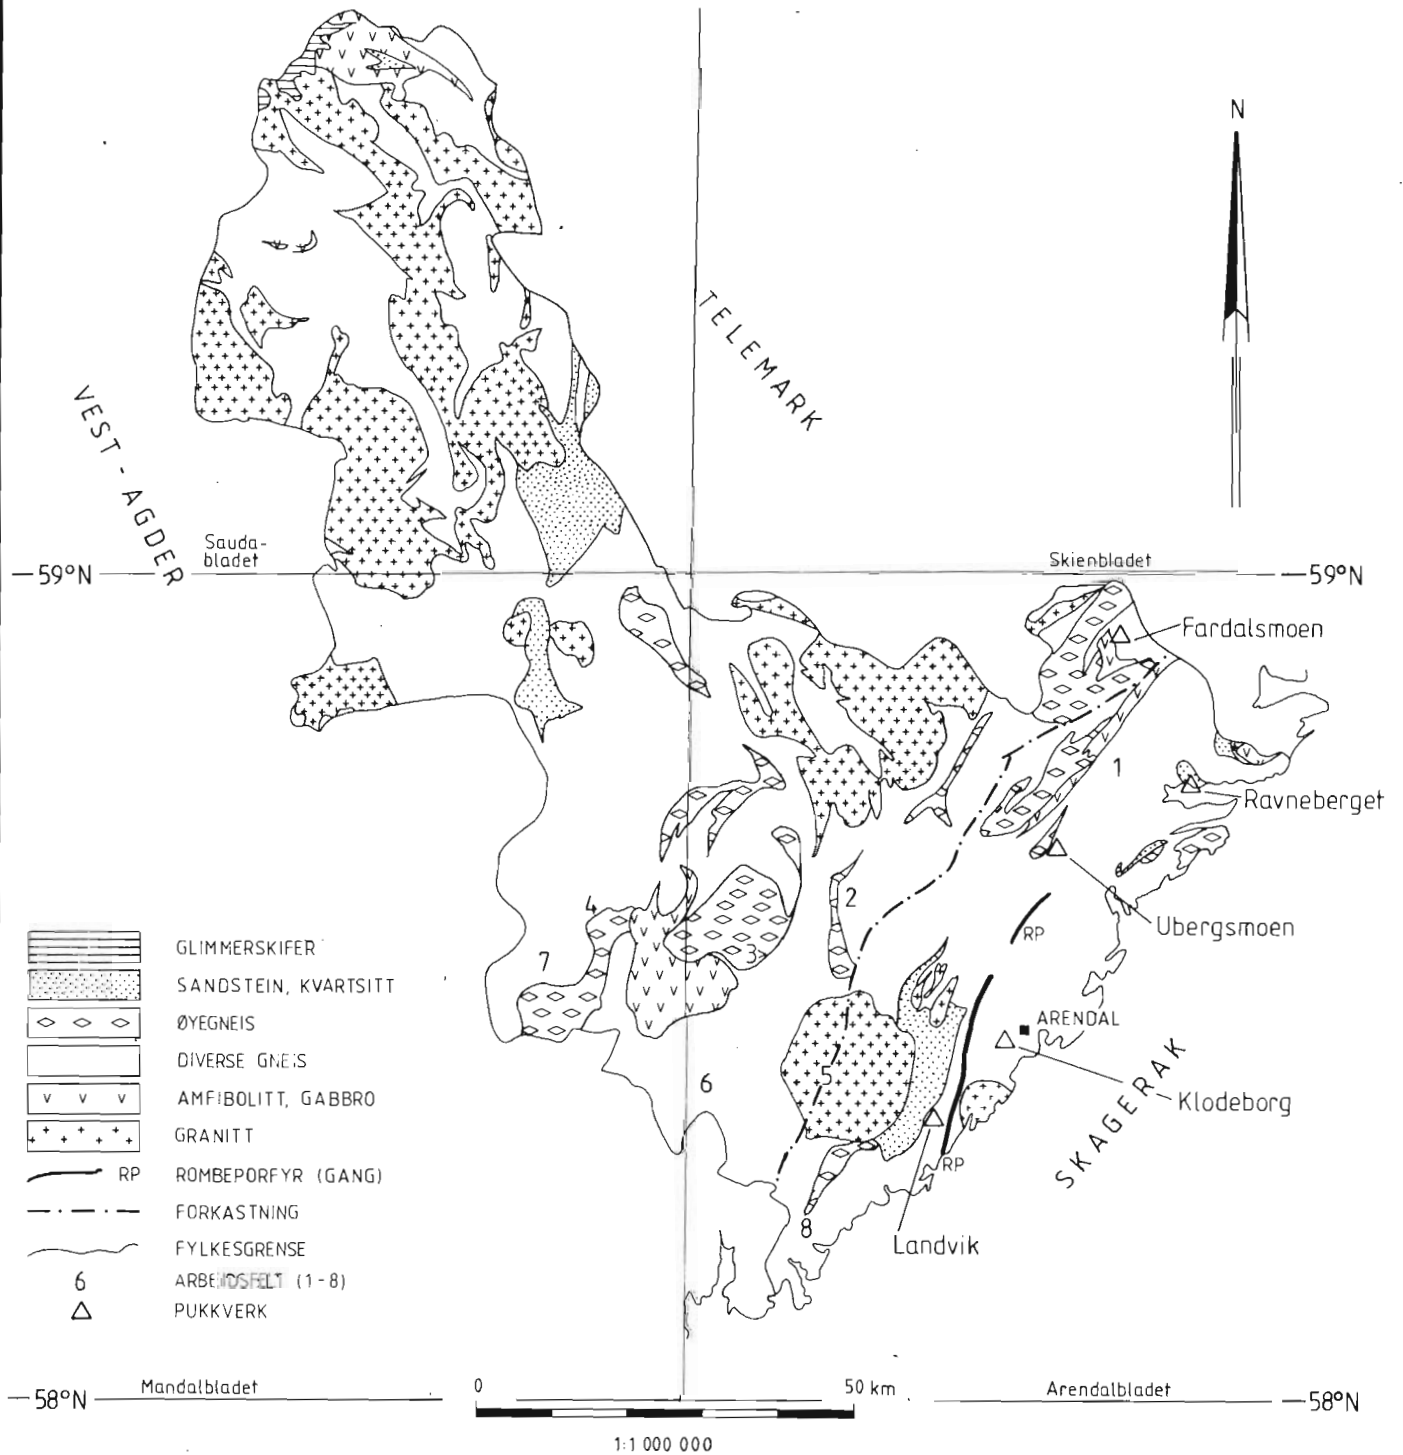 N
TELEMARK
VEST-AGDER
Sauda-
bladet
Skienbladet
59°N
59°N
Fardalsmoen
1
Ravneberget
2
Ubergsmoen
4
3
7
RP
GLIMMERSKIFER
SANDSTEIN, KVARTSITT
ØYEGNEIS
DIVERSE GNEIS
AMFIBOLITT, GABBRO
GRANITT
RP ROMBEPORFYR (GANG)
FORKASTNING
FYLKESGRENSE
6 ARBEIDSFELT (1-8)
PUKKVERK
ARENDAL
5
6
Klodeborg
SKAGERAK
RP
8
Landvik
58°N
Mandalbladet
0
50 km
Arendalbladet
58°N
1:1 000 000